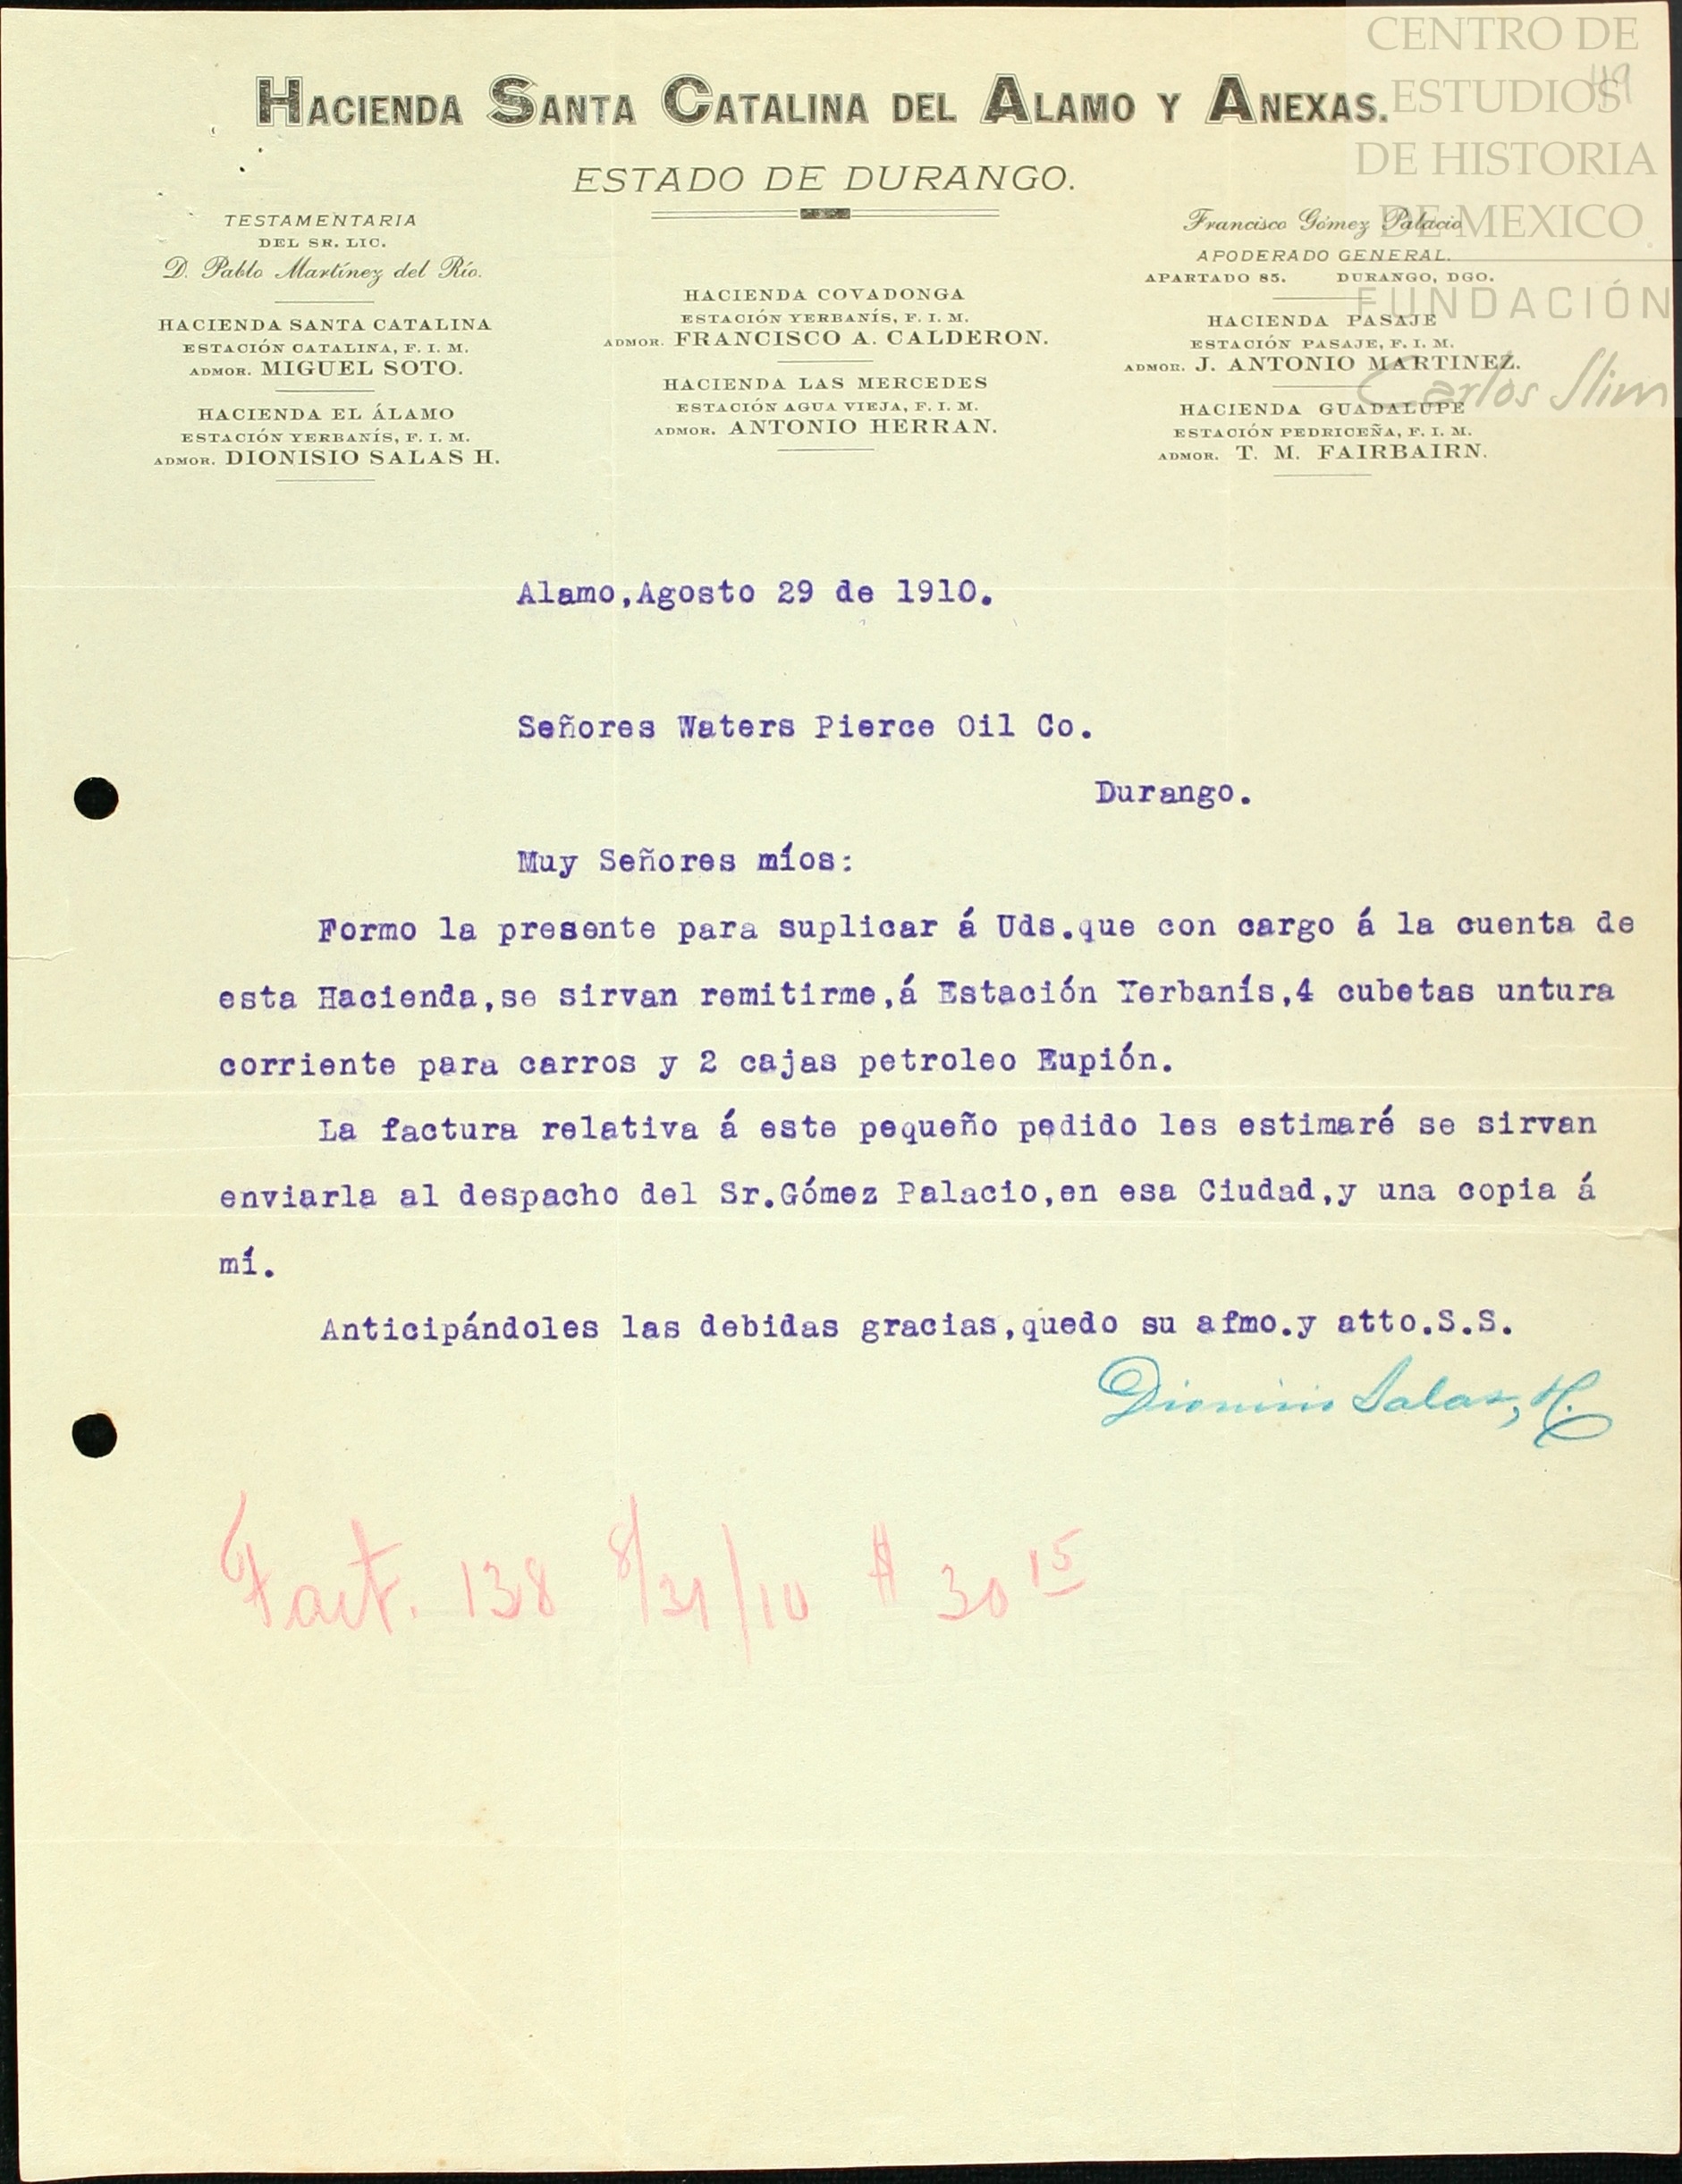 CENTRO DE
ESTUDIOS
DE HISTORIA
DE MEXICO
FUNDACIÓN
Carlos Slim
119
HACIENDA SANTA CATALINA DEL ALAMO Y ANEXAS.
ESTADO DE DURANGO.
TESTAMENTARIA
DEL SR. LIC.
D. Pablo Martínez del Río.
HACIENDA SANTA CATALINA
ESTACIÓN CATALINA, F. I. M.
ADMOR. MIGUEL SOTO.
HACIENDA EL ÁLAMO
ESTACIÓN YERBANÍS, F. I. M.
ADMOR. DIONISIO SALAS H.
HACIENDA COVADONGA
ESTACIÓN YERBANÍS, F. I. M.
ADMOR. FRANCISCO A. CALDERON.
HACIENDA LAS MERCEDES
ESTACIÓN AGUA VIEJA, F. I. M.
ADMOR. ANTONIO HERRAN.
Francisco Gómez Palacio
APODERADO GENERAL.
APARTADO 85. DURANGO, DGO.
HACIENDA PASAJE
ESTACIÓN PASAJE, F. I. M.
ADMOR. J. ANTONIO MARTINEZ.
HACIENDA GUADALUPE
ESTACIÓN PEDRICEÑA, F. I. M.
ADMOR. T. M. FAIRBAIRN.
Alamo,Agosto 29 de 1910.
Señores Waters Pierce Oil Co.
Durango.
Muy Señores míos:
Formo la presente para suplicar á Uds.que con cargo á la cuenta de
esta Hacienda,se sirvan remitirme,á Estación Yerbanís,4 cubetas untura
corriente para carros y 2 cajas petroleo Eupión.
La factura relativa á este pequeño pedido les estimaré se sirvan
enviarla al despacho del Sr.Gómez Palacio,en esa Ciudad,y una copia á
mí.
Anticipándoles las debidas gracias,quedo su afmo.y atto.S.S.
Dionisio Salas, H.
Fact. 138 8/31/10 $ 30 15